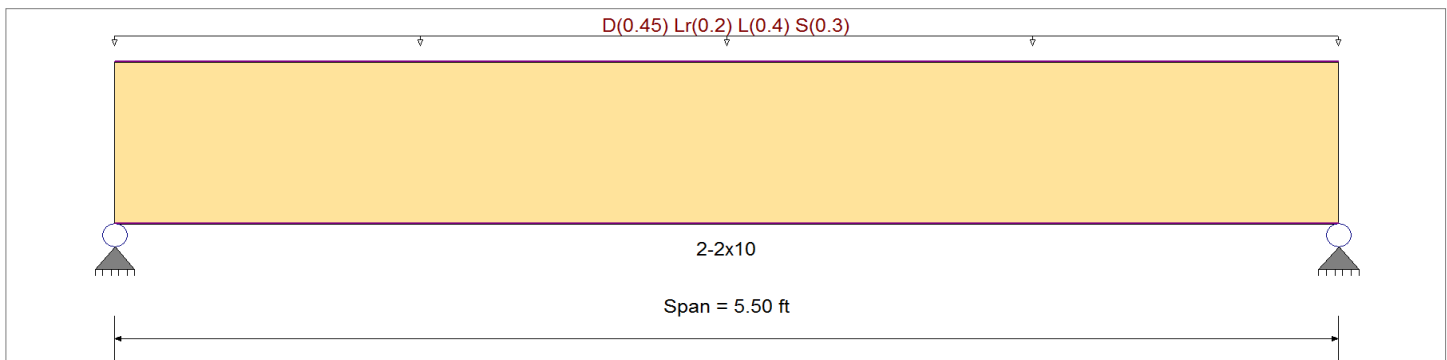 D(0.45) Lr(0.2) L(0.4) S(0.3)
2-2x10
Span = 5.50 ft